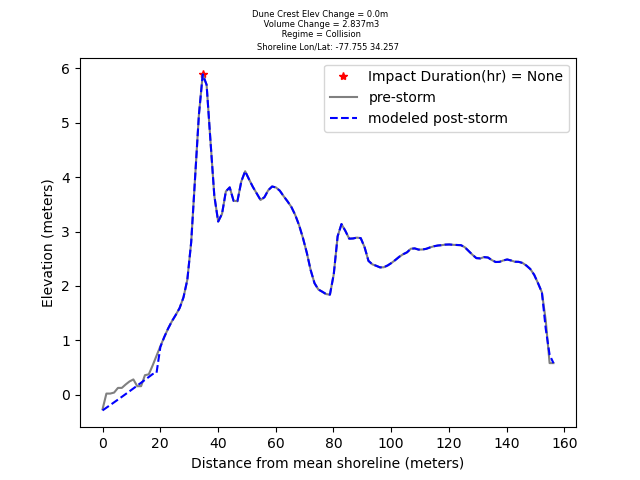 Dune Crest Elev Change = 0.0m
Volume Change = 2.837m3
Regime = Collision
Shoreline Lon/Lat: -77.755 34.257
Impact Duration(hr) = None
pre-storm
modeled post-storm
6
5
4
3
2
1
0
Elevation (meters)
0 20 40 60 80 100 120 140 160
Distance from mean shoreline (meters)